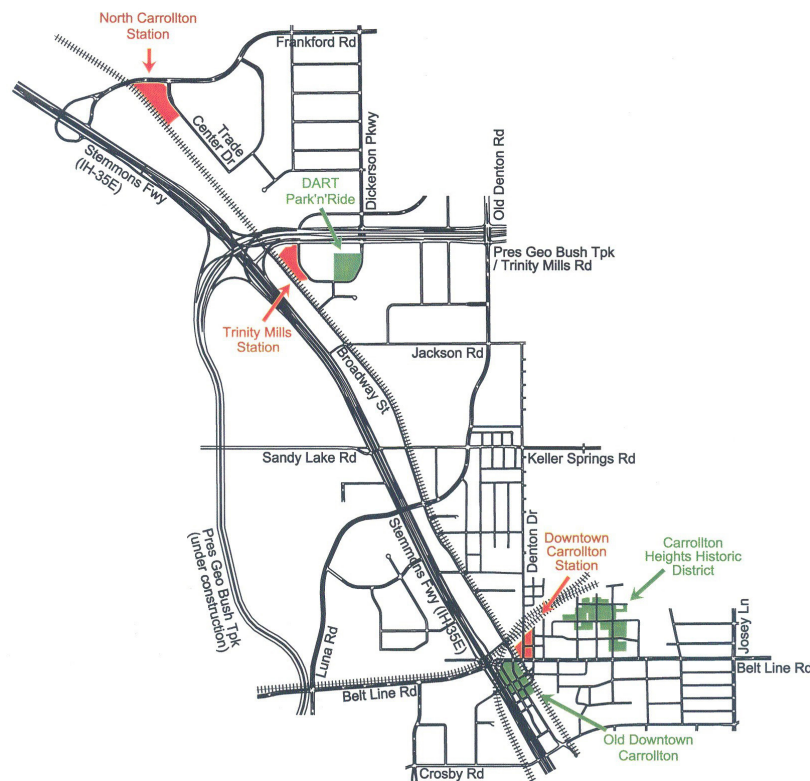 North Carrollton
Station
Frankford Rd
Trade
Center Dr
Stemmons Fwy
(IH-35E)
DART
Park'n'Ride
Dickerson Pkwy
Old Denton Rd
Pres Geo Bush Tpk
/ Trinity Mills Rd
Trinity Mills
Station
Jackson Rd
Broadway St
Sandy Lake Rd
Keller Springs Rd
Pres Geo Bush Tpk
(under construction)
Stemmons Fwy (IH-35E)
Denton Dr
Downtown
Carrollton
Station
Carrollton
Heights Historic
District
Luna Rd
Josey Ln
Belt Line Rd
Belt Line Rd
Old Downtown
Carrollton
Crosby Rd